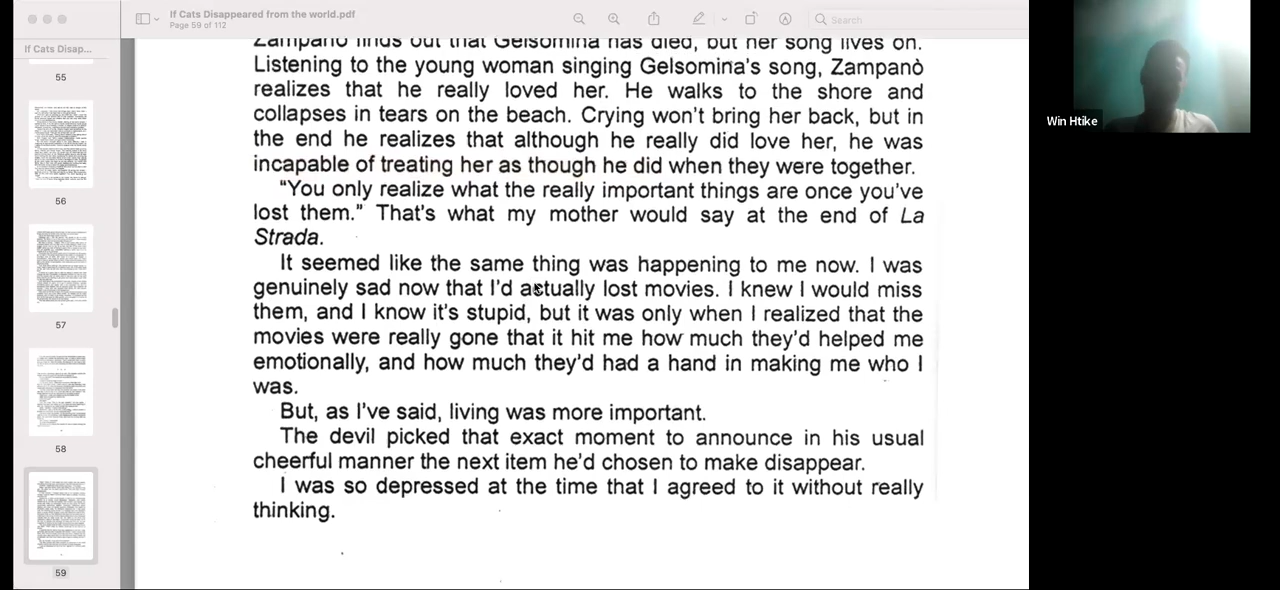 If Cats Disappeared from the world.pdf
Page 59 of 112
Search
If Cats Disap...
55
56
57
58
59
Zampanò finds out that Gelsomina has died, but her song lives on.
Listening to the young woman singing Gelsomina's song, Zampanò
realizes that he really loved her. He walks to the shore and
collapses in tears on the beach. Crying won't bring her back, but in
the end he realizes that although he really did love her, he was
incapable of treating her as though he did when they were together.
"You only realize what the really important things are once you've
lost them." That's what my mother would say at the end of La
Strada.
It seemed like the same thing was happening to me now. I was
genuinely sad now that I'd actually lost movies. I knew I would miss
them, and I know it's stupid, but it was only when I realized that the
movies were really gone that it hit me how much they'd helped me
emotionally, and how much they'd had a hand in making me who I
was.
But, as I've said, living was more important.
The devil picked that exact moment to announce in his usual
cheerful manner the next item he'd chosen to make disappear.
I was so depressed at the time that I agreed to it without really
thinking.
Win Htike